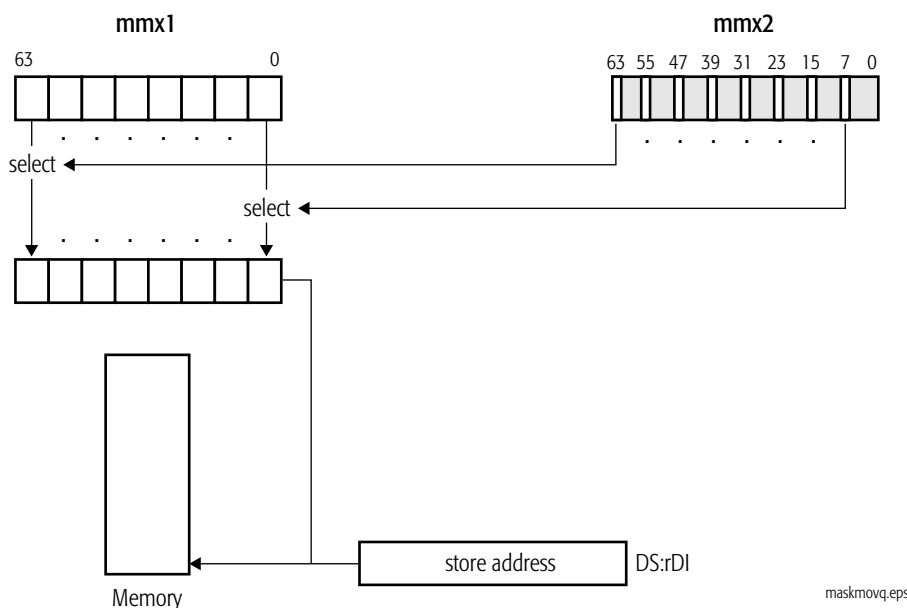 mmx1 mmx2
63 0 63 55 47 39 31 23 15 7 0
. . . . . . . . . . . .
select
select
. . . . . .
store address DS:rDI
Memory
maskmovq.eps